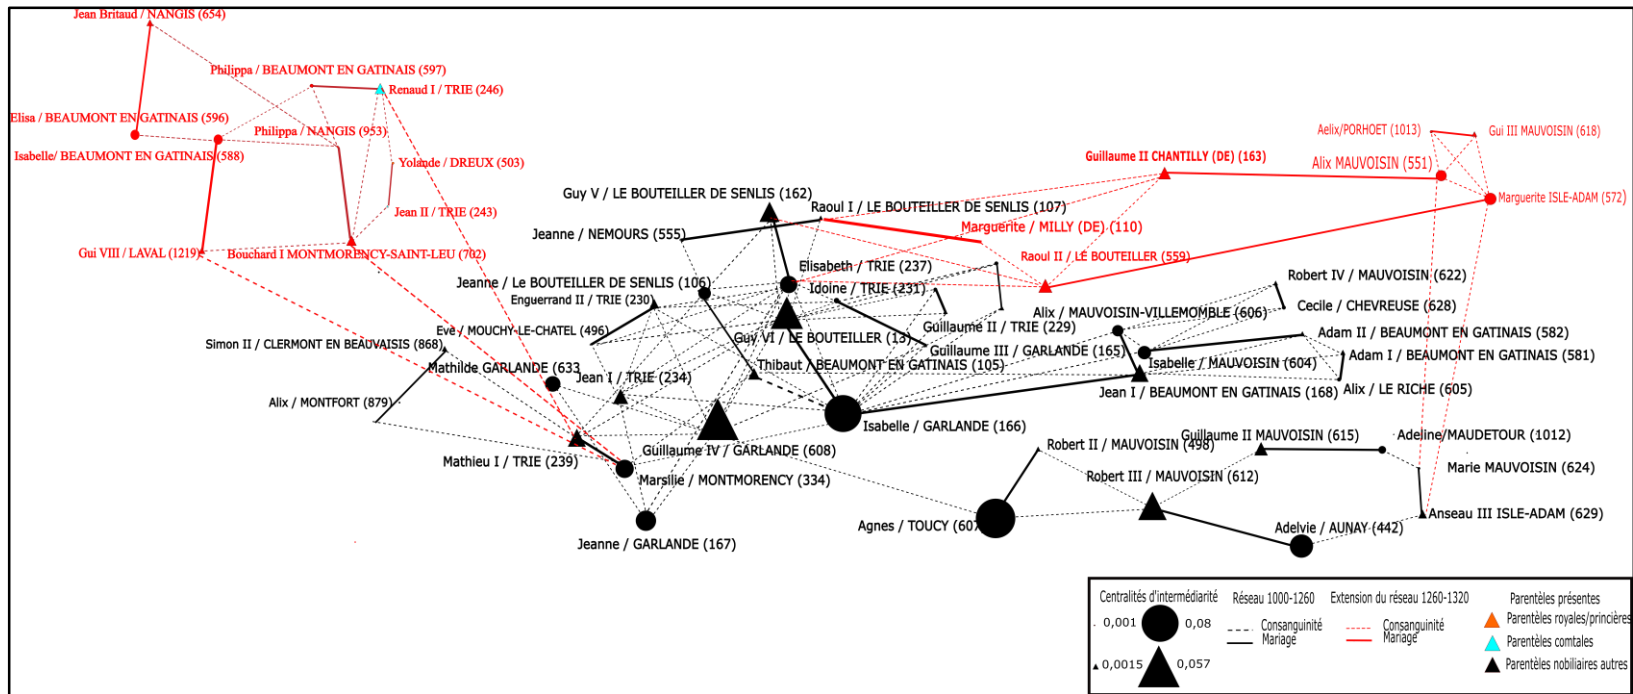 Jean Britaud / NANGIS (654)
Philippa / BEAUMONT EN GATINAIS (597)
Renaud I / TRIE (246)
Elisa / BEAUMONT EN GATINAIS (596)
Philippa / NANGIS (953)
Isabelle/ BEAUMONT EN GATINAIS (588)
Yolande / DREUX (503)
Jean II / TRIE (243)
Gui VIII / LAVAL (1219)
Bouchard I MONTMORENCY-SAINT-LEU (702)
Aelix/PORHOET (1013)
Gui III MAUVOISIN (618)
Guillaume II CHANTILLY (DE) (163)
Alix MAUVOISIN (551)
Marguerite ISLE-ADAM (572)
Guy V / LE BOUTEILLER DE SENLIS (162)
Raoul I / LE BOUTEILLER DE SENLIS (107)
Jeanne / NEMOURS (555)
Marguerite / MILLY (DE) (110)
Raoul II / LE BOUTEILLER (559)
Elisabeth / TRIE (237)
Jeanne / Le BOUTEILLER DE SENLIS (106)
Idoine / TRIE (231)
Enguerrand II / TRIE (230)
Robert IV / MAUVOISIN (622)
Cecile / CHEVREUSE (628)
Alix / MAUVOISIN-VILLEMOMBLE (606)
Guillaume II / TRIE (229)
Eve / MOUCHY-LE-CHATEL (496)
Guy VI / LE BOUTEILLER (13)
Adam II / BEAUMONT EN GATINAIS (582)
Simon II / CLERMONT EN BEAUVAISIS (868)
Guillaume III / GARLANDE (165)
Adam I / BEAUMONT EN GATINAIS (581)
Mathilde GARLANDE (633
Thibaut / BEAUMONT EN GATINAIS (105)
Isabelle / MAUVOISIN (604)
Jean I / TRIE (234)
Jean I / BEAUMONT EN GATINAIS (168)
Alix / LE RICHE (605)
Alix / MONTFORT (879)
Isabelle / GARLANDE (166)
Guillaume IV / GARLANDE (608)
Robert II / MAUVOISIN (498)
Guillaume II MAUVOISIN (615)
Adeline/MAUDETOUR (1012)
Mathieu I / TRIE (239)
Marsilie / MONTMORENCY (334)
Robert III / MAUVOISIN (612)
Marie MAUVOISIN (624)
Agnes / TOUCY (607
Adelvie / AUNAY (442)
Anseau III ISLE-ADAM (629)
Jeanne / GARLANDE (167)
Centralités d'intermédiarité
0,001
0,08
0,0015
0,057
Réseau 1000-1260
Consanguinité
Mariage
Extension du réseau 1260-1320
Consanguinité
Mariage
Parentèles présentes
Parentèles royales/princières
Parentèles comtales
Parentèles nobiliaires autres